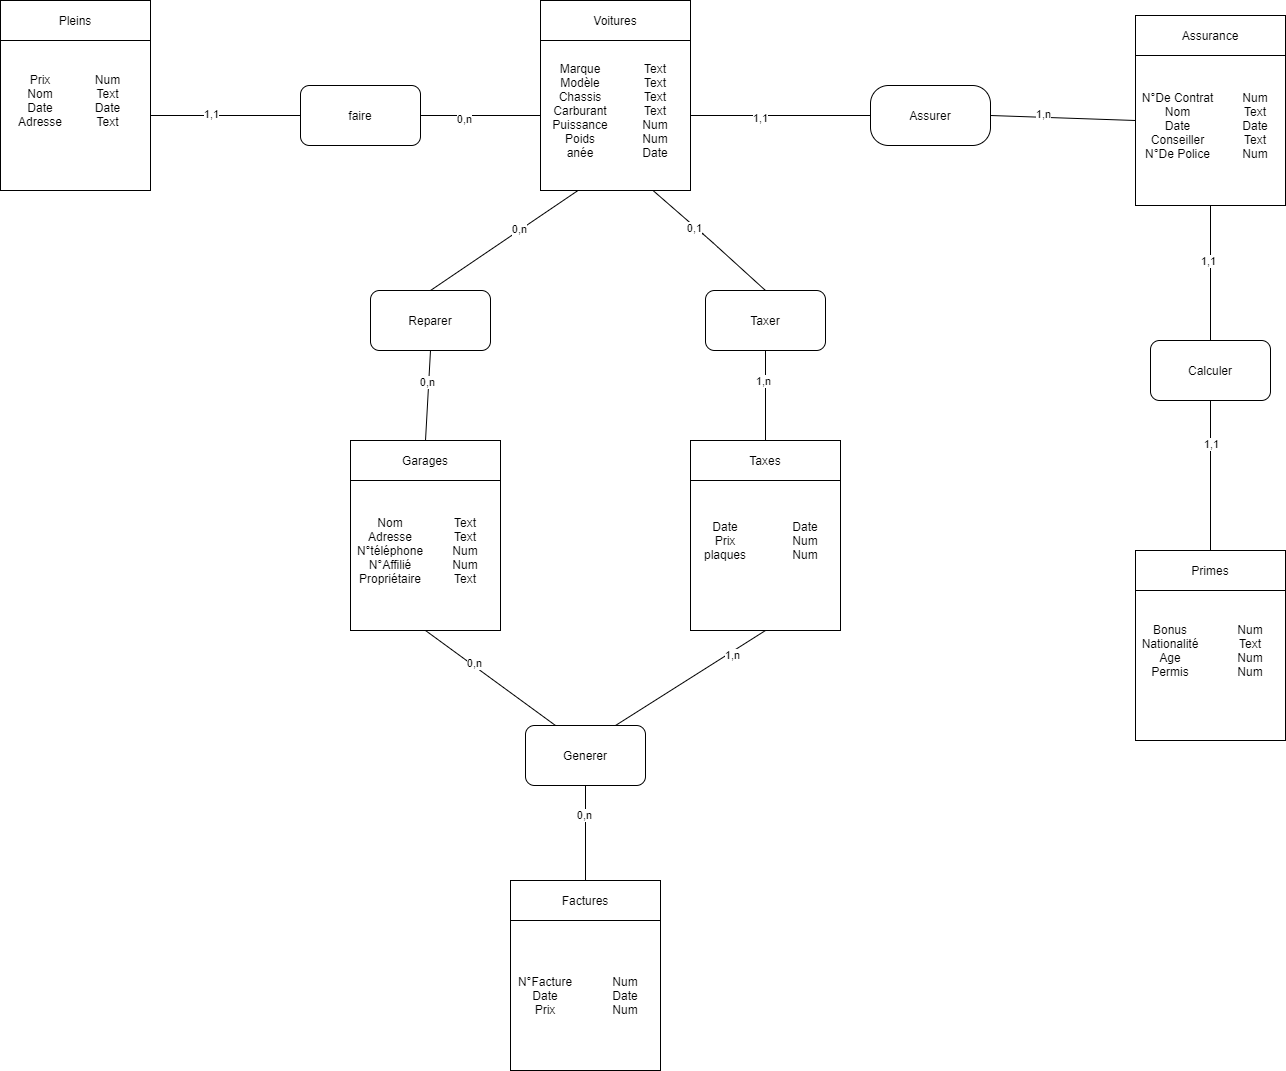 Pleins
Prix Num
Nom Text
Date Date
Adresse Text
1,1
faire
0,n
Voitures
Marque Text
Modèle Text
Chassis Text
Carburant Text
Puissance Num
Poids Num
anée Date
1,1
Assurer
1,n
Assurance
N°De Contrat Num
Nom Text
Date Date
Conseiller Text
N°De Police Num
0,n
0,1
1,1
Reparer
Taxer
Calculer
0,n
1,n
1,1
Garages
Nom Text
Adresse Text
N°téléphone Num
N°Affilié Num
Propriétaire Text
Taxes
Date Date
Prix Num
plaques Num
Primes
Bonus Num
Nationalité Text
Age Num
Permis Num
0,n
1,n
Generer
0,n
Factures
N°Facture Num
Date Date
Prix Num